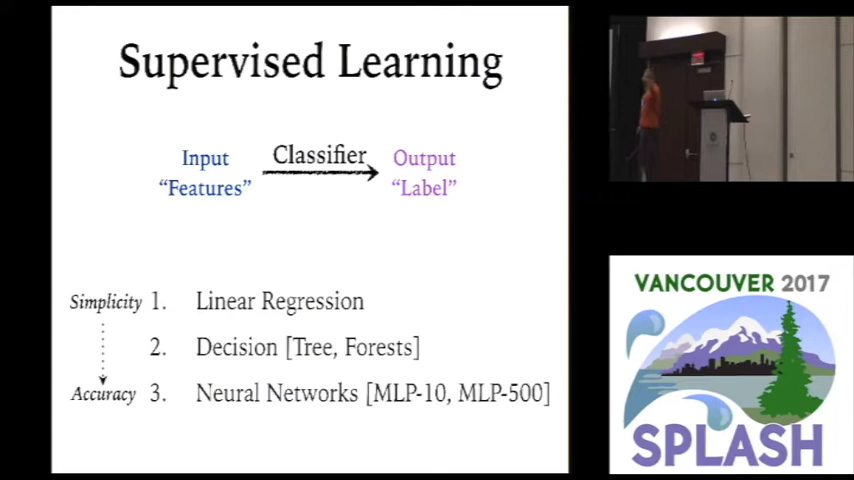 Supervised Learning
Input Classifier Output
"Features" "Label"
Simplicity 1. Linear Regression
2. Decision [Tree, Forests]
Accuracy 3. Neural Networks [MLP-10, MLP-500]
VANCOUVER 2017
SPLASH